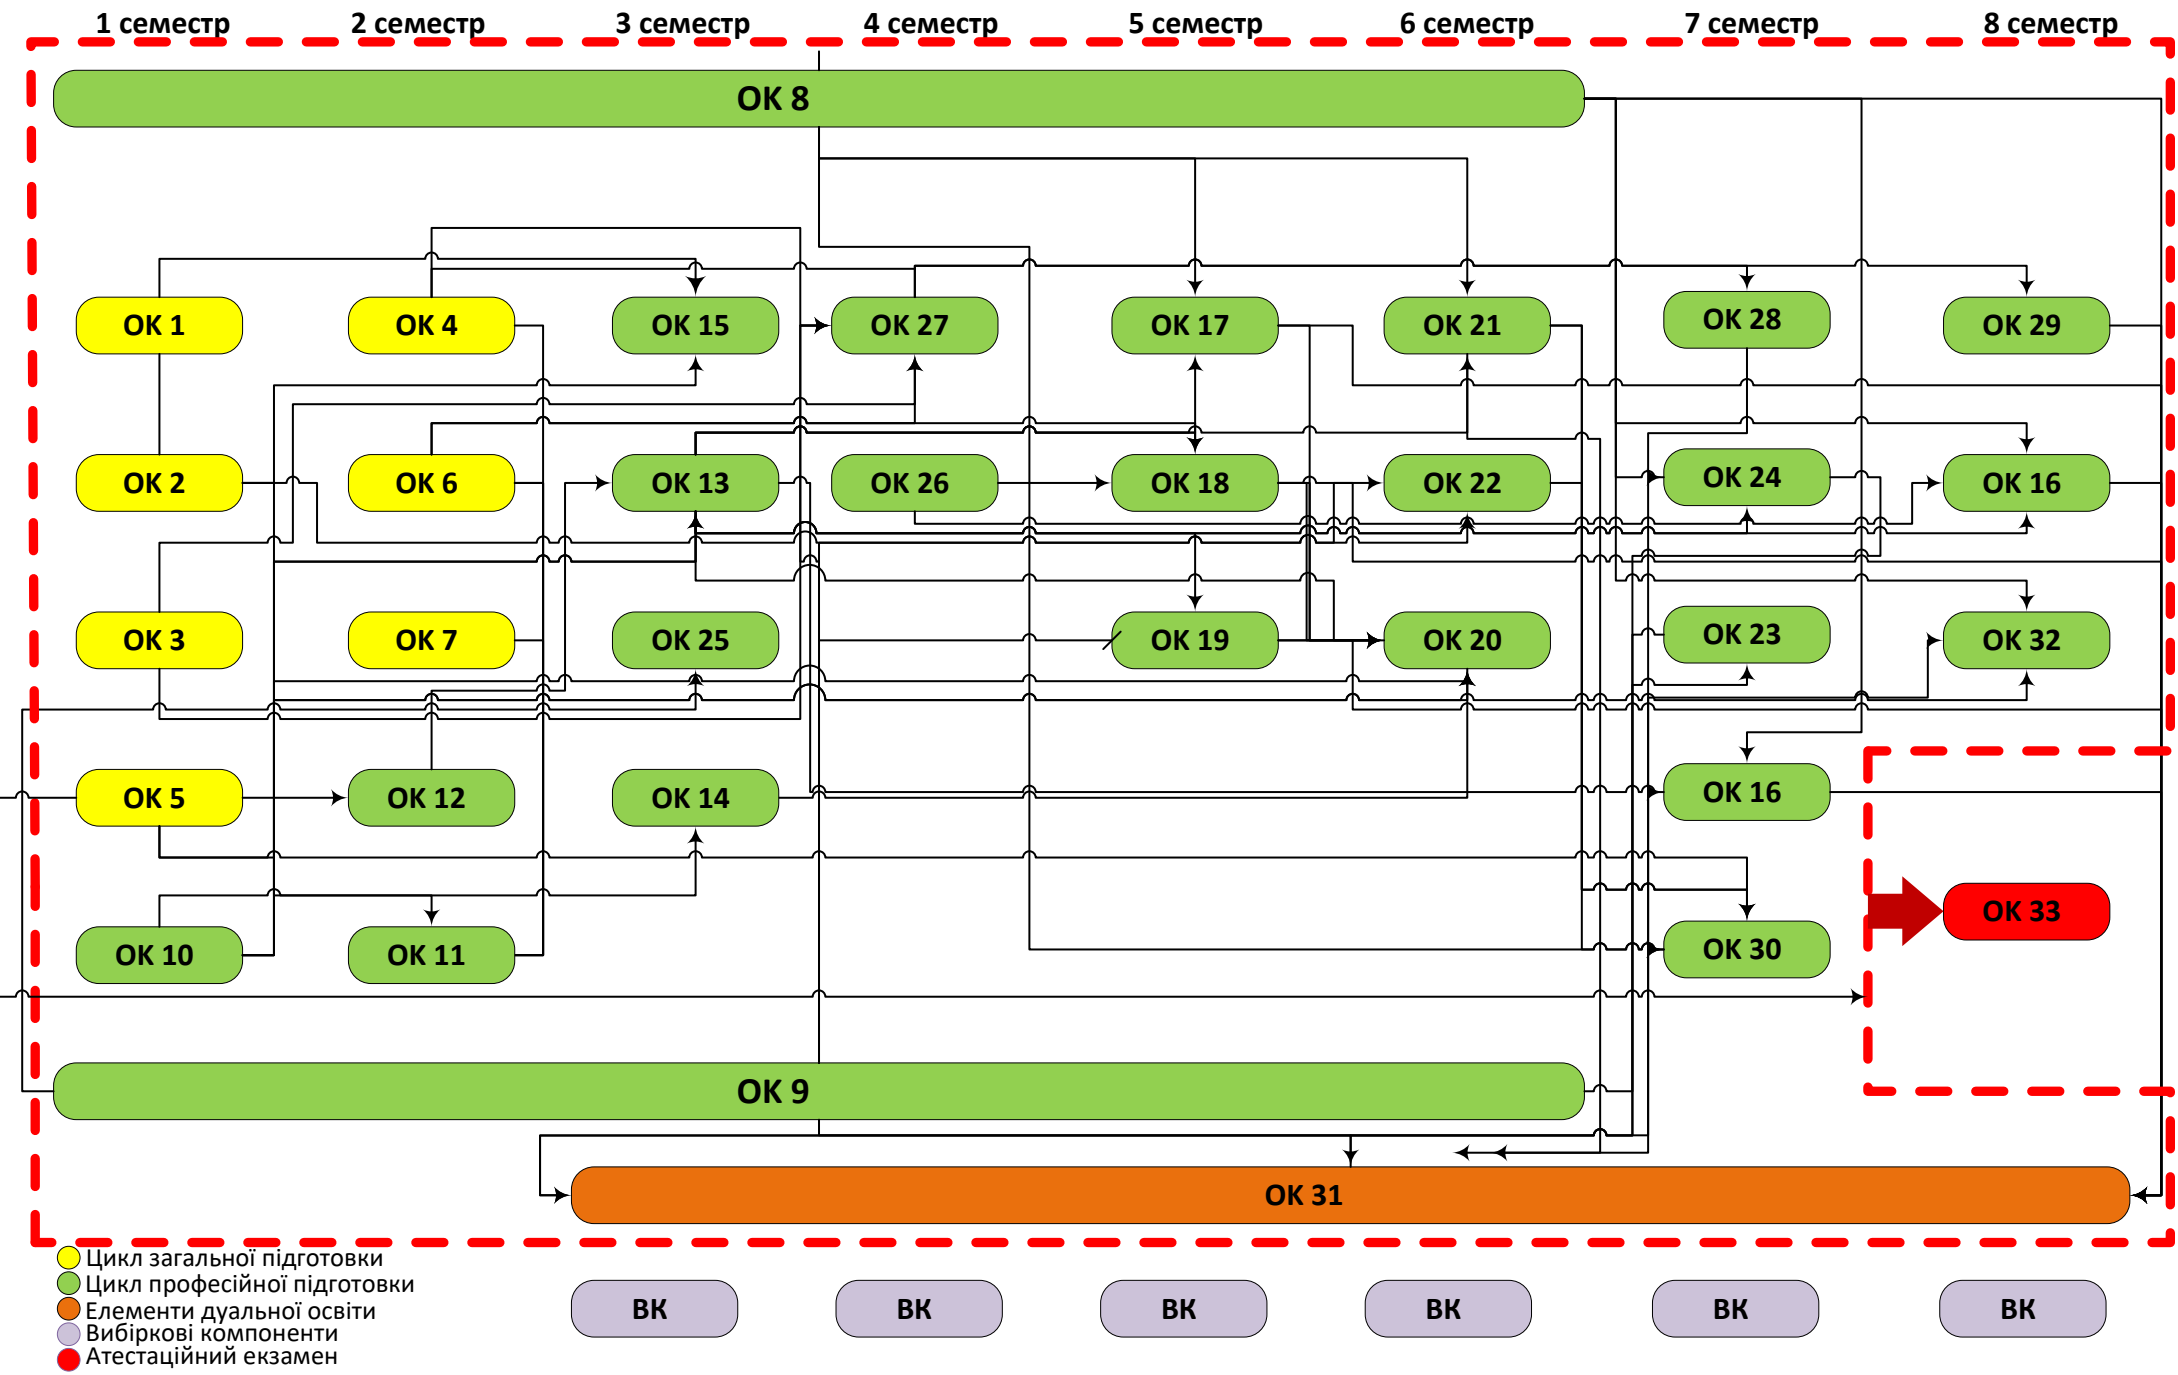 1 семестр 2 семестр 3 семестр 4 семестр 5 семестр 6 семестр 7 семестр 8 семестр
ОК 8
ОК 1 ОК 4 ОК 15 ОК 27 ОК 17 ОК 21 ОК 28 ОК 29
ОК 2 ОК 6 ОК 13 ОК 26 ОК 18 ОК 22 ОК 24 ОК 16
ОК 3 ОК 7 ОК 25 ОК 19 ОК 20 ОК 23 ОК 32
ОК 5 ОК 12 ОК 14 ОК 16
ОК 33
ОК 10 ОК 11 ОК 30
ОК 9
ОК 31
Цикл загальної підготовки
Цикл професійної підготовки
Елементи дуальної освіти
Вибіркові компоненти
Атестаційний екзамен
ВК ВК ВК ВК ВК ВК